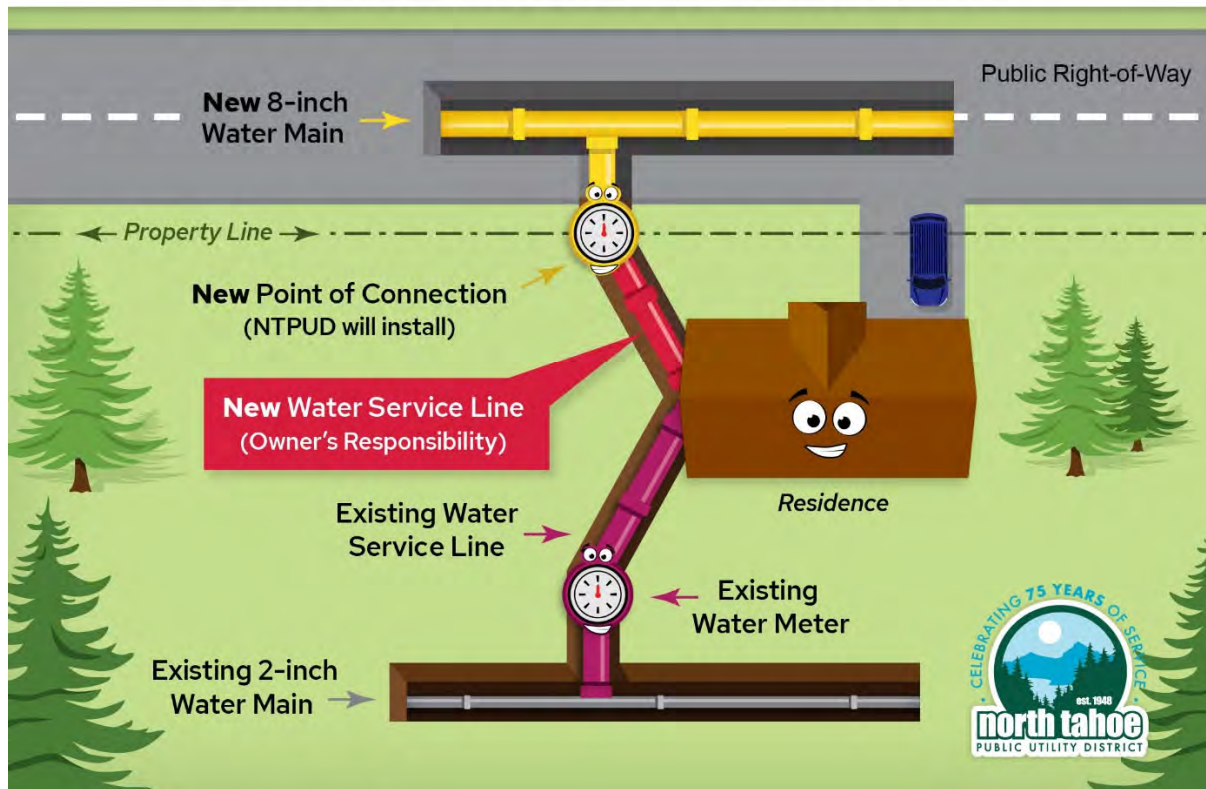 Public Right-of-Way
New 8-inch
Water Main
Property Line
New Point of Connection
(NTPUD will install)
New Water Service Line
(Owner's Responsibility)
Residence
Existing Water
Service Line
Existing
Water Meter
Existing 2-inch
Water Main
CELEBRATING 75 YEARS OF SERVICE
est. 1948
north tahoe
PUBLIC UTILITY DISTRICT